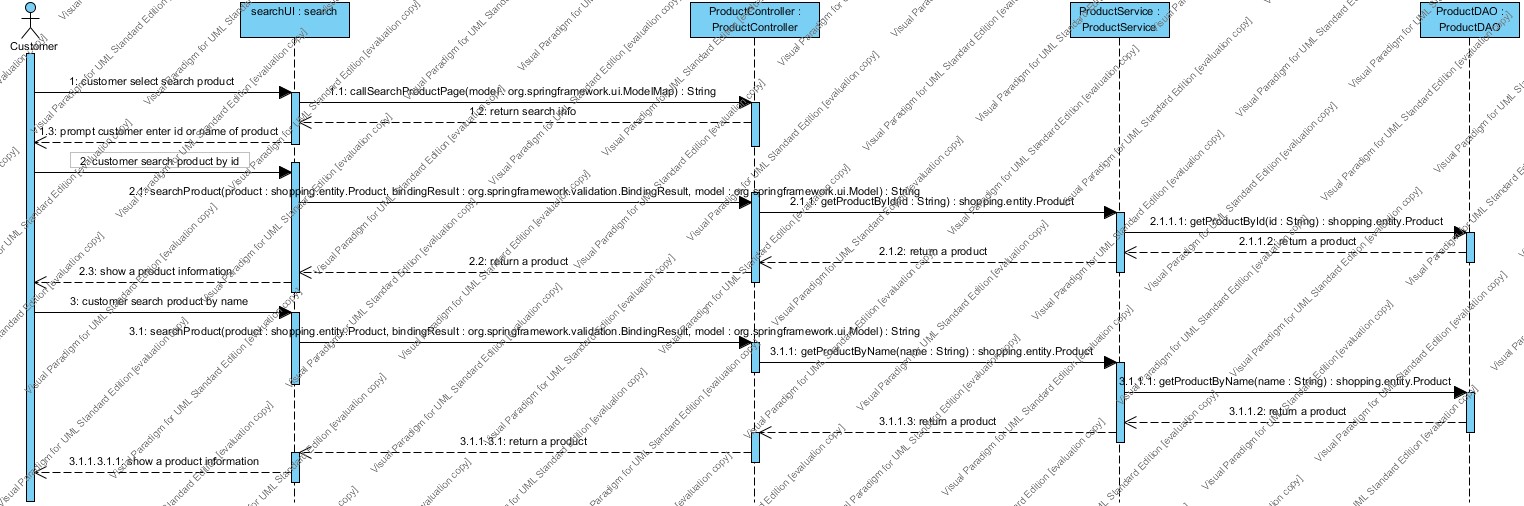 searchUI : search
ProductController :
ProductController
ProductService :
ProductService
ProductDAO :
ProductDAO
Customer
1: customer select search product
1.1: callSearchProductPage(model : org.springframework.ui.ModelMap) : String
1.2: return search info
1.3: prompt customer enter id or name of product
2: customer search product by id
2.1: searchProduct(product : shopping.entity.Product, bindingResult : org.springframework.validation.BindingResult, model : org.springframework.ui.Model) : String
2.1.1: getProductById(id : String) : shopping.entity.Product
2.1.1.1: getProductById(id : String) : shopping.entity.Product
2.1.1.2: return a product
2.1.2: return a product
2.2: return a product
2.3: show a product information
3: customer search product by name
3.1: searchProduct(product : shopping.entity.Product, bindingResult : org.springframework.validation.BindingResult, model : org.springframework.ui.Model) : String
3.1.1: getProductByName(name : String) : shopping.entity.Product
3.1.1.1: getProductByName(name : String) : shopping.entity.Product
3.1.1.2: return a product
3.1.1.3: return a product
3.1.1.3.1: return a product
3.1.1.3.1.1: show a product information
Visual Paradigm for UML Standard Edition [evaluation copy]